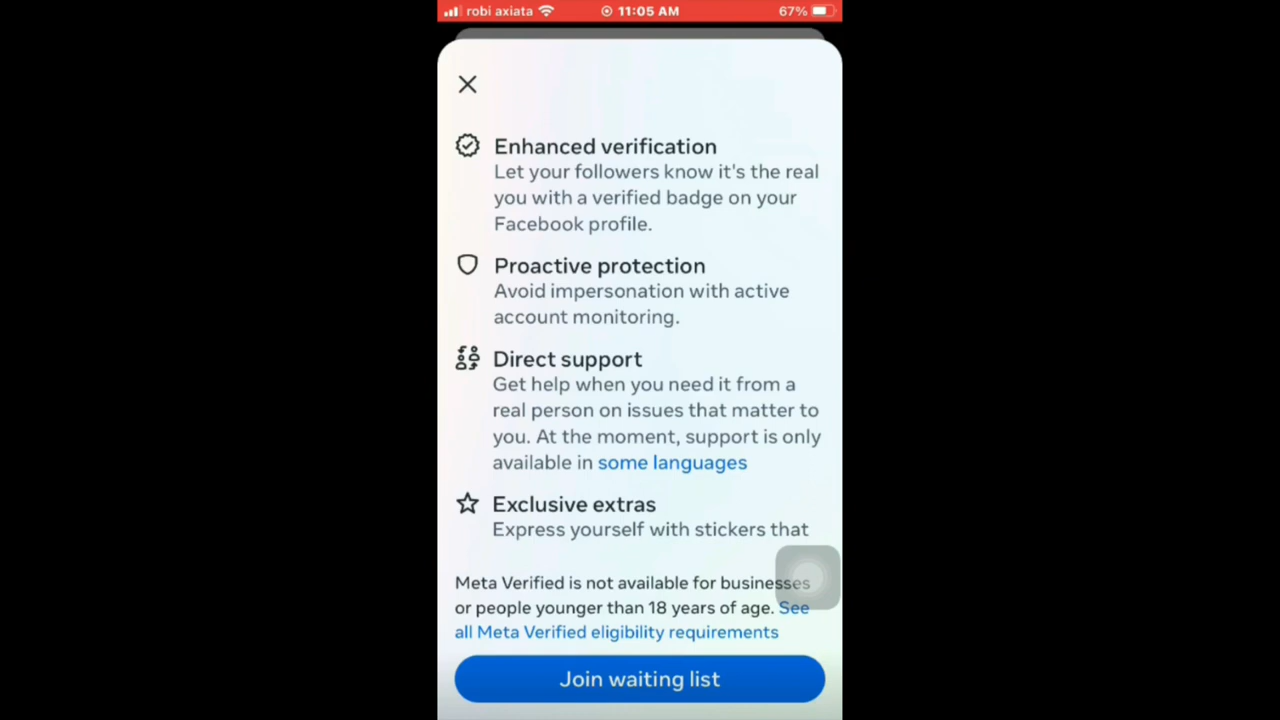 robi axiata 11:05 AM 67%
Enhanced verification
Let your followers know it's the real
you with a verified badge on your
Facebook profile.
Proactive protection
Avoid impersonation with active
account monitoring.
Direct support
Get help when you need it from a
real person on issues that matter to
you. At the moment, support is only
available in some languages
Exclusive extras
Express yourself with stickers that
Meta Verified is not available for businesses
or people younger than 18 years of age. See
all Meta Verified eligibility requirements
Join waiting list